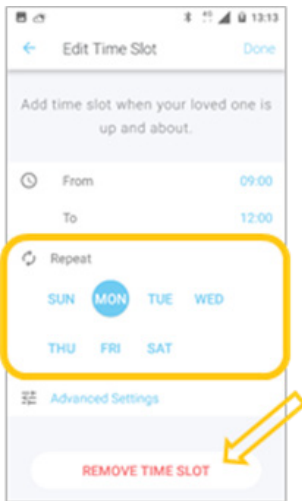 13:13
Edit Time Slot Done
Add time slot when your loved one is
up and about.
From 09:00
To 12:00
Repeat
SUN MON TUE WED
THU FRI SAT
Advanced Settings
REMOVE TIME SLOT